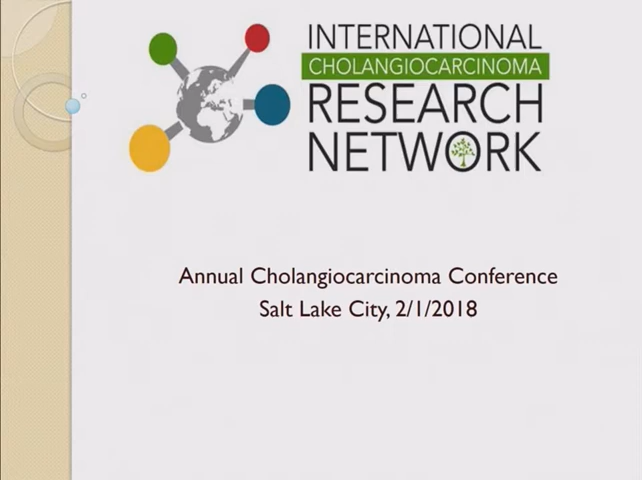 INTERNATIONAL
CHOLANGIOCARCINOMA
RESEARCH
NETWORK
Annual Cholangiocarcinoma Conference
Salt Lake City, 2/1/2018